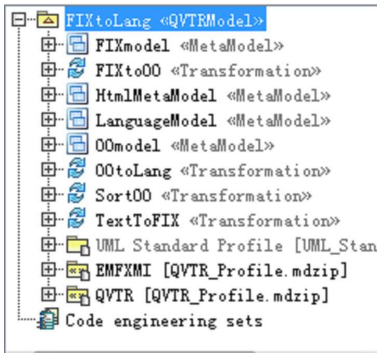 FIXtoLang «QVTRModel»
FIXmodel «MetaModel»
FIXtoOO «Transformation»
HtmlMetaModel «MetaModel»
LanguageModel «MetaModel»
OOmodel «MetaModel»
OOtoLang «Transformation»
SortOO «Transformation»
TextToFIX «Transformation»
UML Standard Profile [UML_Stan
EMFXMI [QVTR_Profile.mdzip]
QVTR [QVTR_Profile.mdzip]
Code engineering sets